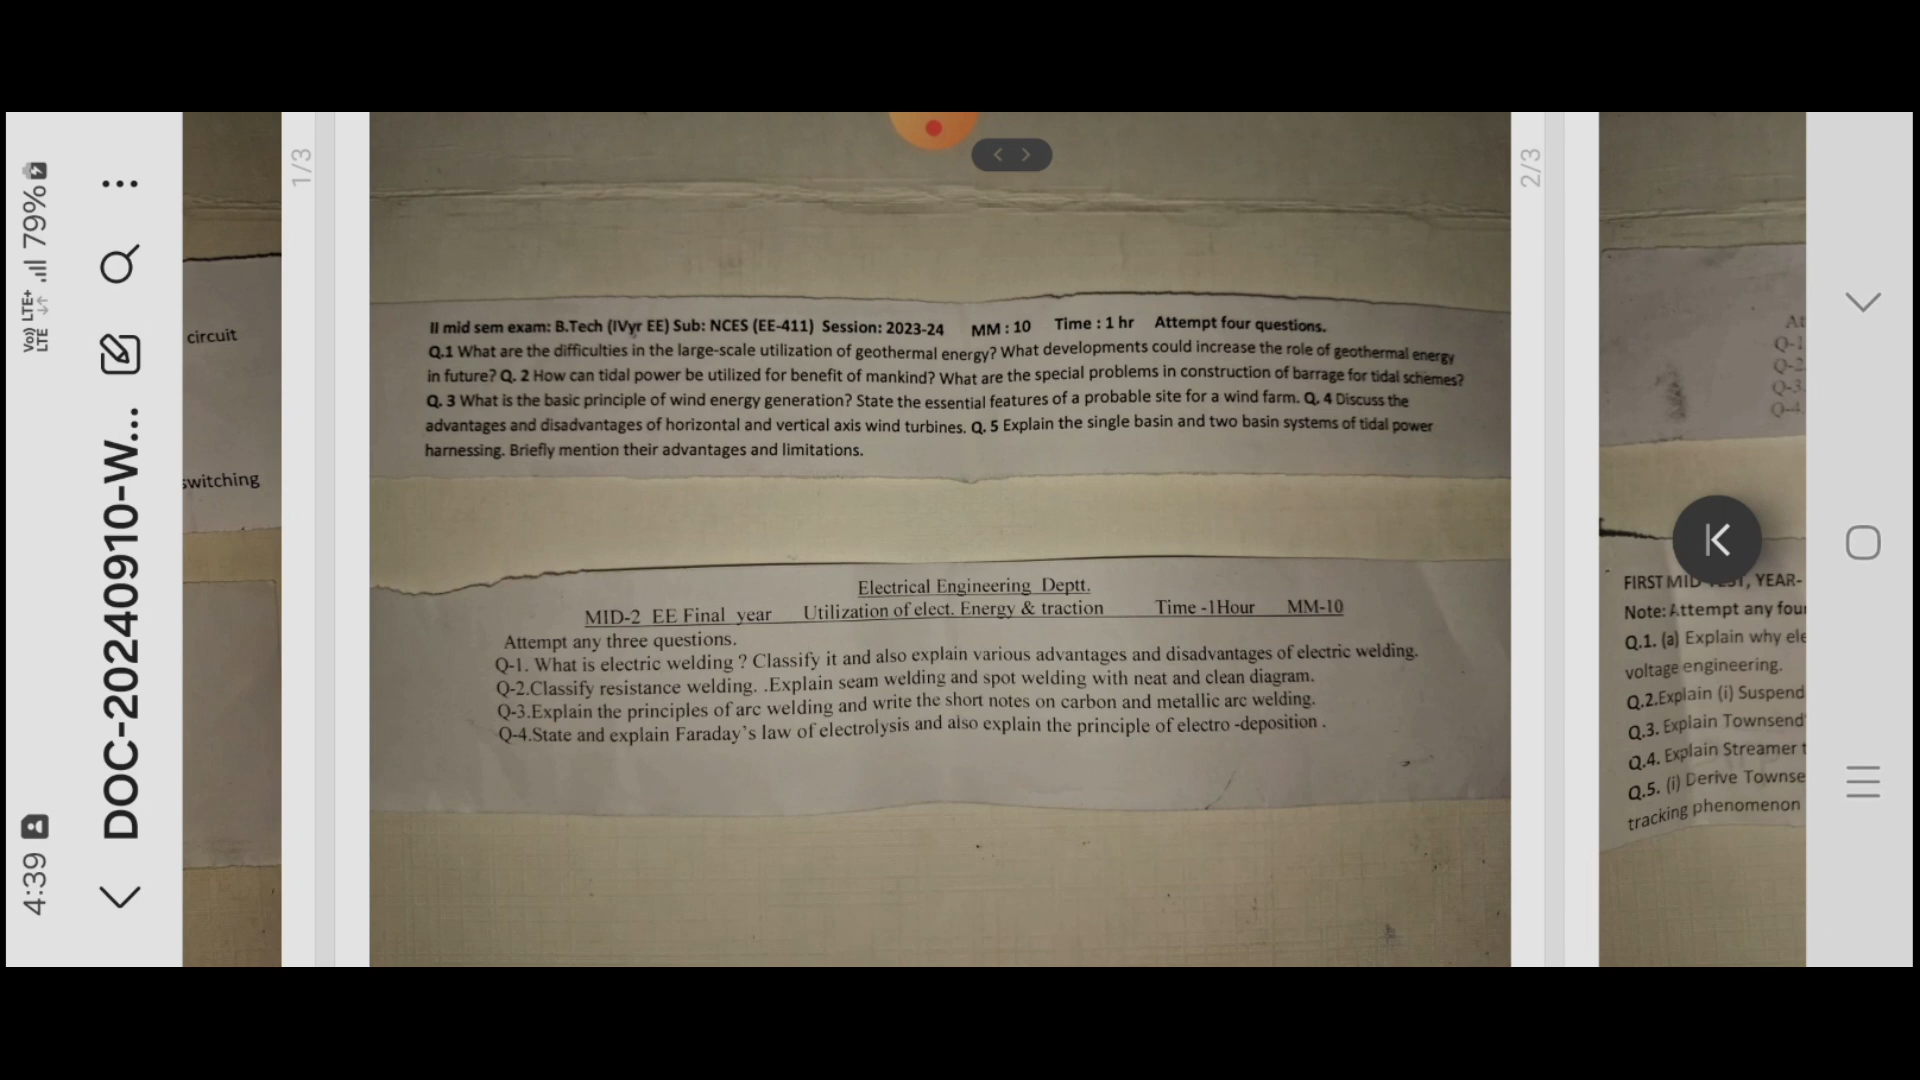 4:39
Vo)) LTE+
LTE
79%
DOC-20240910-W...
circuit
switching
1/3
II mid sem exam: B.Tech (IVyr EE) Sub: NCES (EE-411) Session: 2023-24 MM : 10 Time : 1 hr Attempt four questions.
Q.1 What are the difficulties in the large-scale utilization of geothermal energy? What developments could increase the role of geothermal energy
in future? Q. 2 How can tidal power be utilized for benefit of mankind? What are the special problems in construction of barrage for tidal schemes?
Q. 3 What is the basic principle of wind energy generation? State the essential features of a probable site for a wind farm. Q. 4 Discuss the
advantages and disadvantages of horizontal and vertical axis wind turbines. Q. 5 Explain the single basin and two basin systems of tidal power
harnessing. Briefly mention their advantages and limitations.
Electrical Engineering Deptt.
MID-2 EE Final year Utilization of elect. Energy & traction Time -1Hour MM-10
Attempt any three questions.
Q-1. What is electric welding ? Classify it and also explain various advantages and disadvantages of electric welding.
Q-2.Classify resistance welding. .Explain seam welding and spot welding with neat and clean diagram.
Q-3.Explain the principles of arc welding and write the short notes on carbon and metallic arc welding.
Q-4.State and explain Faraday's law of electrolysis and also explain the principle of electro -deposition .
2/3
At
Q-1
Q-2
Q-3
Q-4
FIRST MID TEST, YEAR-
Note: Attempt any four
Q.1. (a) Explain why ele
voltage engineering.
Q.2.Explain (i) Suspend
Q.3. Explain Townsend
Q.4. Explain Streamer t
Q.5. (i) Derive Townse
tracking phenomenon